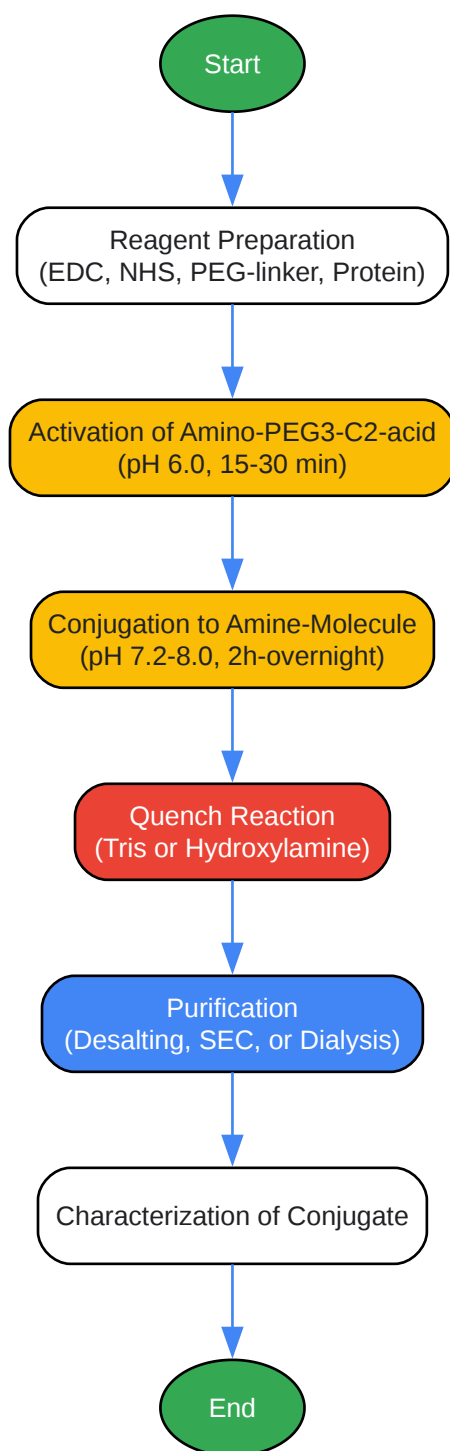 Start
Reagent Preparation
(EDC, NHS, PEG-linker, Protein)
Activation of Amino-PEG3-C2-acid
(pH 6.0, 15-30 min)
Conjugation to Amine-Molecule
(pH 7.2-8.0, 2h-overnight)
Quench Reaction
(Tris or Hydroxylamine)
Purification
(Desalting, SEC, or Dialysis)
Characterization of Conjugate
End